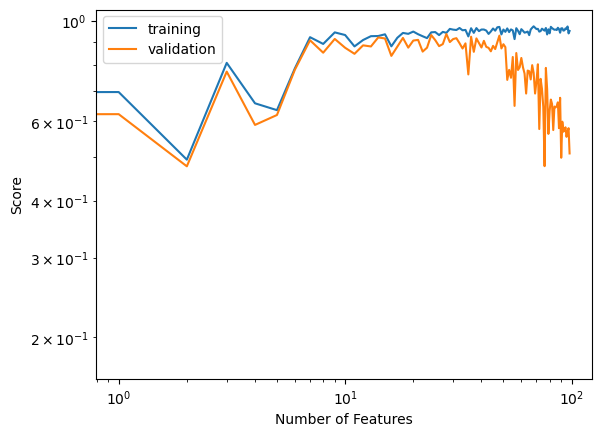 10⁰
training
validation
6 × 10⁻¹
4 × 10⁻¹
3 × 10⁻¹
2 × 10⁻¹
Score
10⁰
10¹
10²
Number of Features